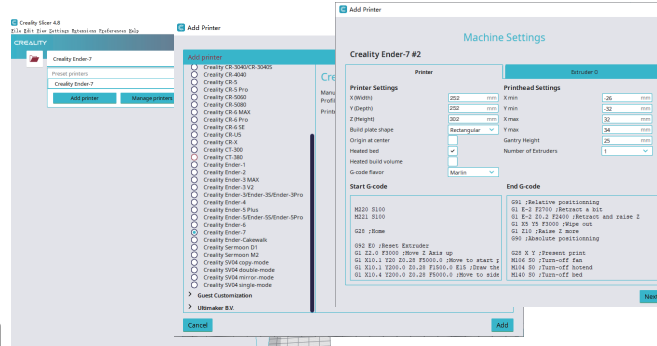 Creality Slicer 4.8
File Edit View Settings Extensions Preferences Help
CREALITY
Creality Ender-7
Preset printers
Creality Ender-7
Add printer
Manage printers
Add Printer
Add printer
Creality CR-3040/CR-3040S
Creality CR-4040
Creality CR-5
Creality CR-5 Pro
Creality CR-5060
Creality CR-5080
Creality CR-6 MAX
Creality CR-6 Pro
Creality CR-6 SE
Creality CR-U5
Creality CR-X
Creality CT-300
Creality CT-380
Creality Ender-1
Creality Ender-2
Creality Ender-3 MAX
Creality Ender-3 V2
Creality Ender-3/Ender-3S/Ender-3Pro
Creality Ender-4
Creality Ender-5 Plus
Creality Ender-5/Ender-5S/Ender-5Pro
Creality Ender-6
Creality Ender-7
Creality Ender-Cakewalk
Creality Sermoon D1
Creality Sermoon M2
Creality SV04 copy-mode
Creality SV04 double-mode
Creality SV04 mirror-mode
Creality SV04 single-mode
Guest Customization
Ultimaker B.V.
Cancel
Add
Cre
Manu
Profil
Printe
Add Printer
Machine Settings
Creality Ender-7 #2
Printer
Extruder 0
Printer Settings
X (Width) 252 mm
Y (Depth) 252 mm
Z (Height) 302 mm
Build plate shape Rectangular
Origin at center
Heated bed
Heated build volume
G-code flavor Marlin
Printhead Settings
X min -26 mm
Y min -32 mm
X max 32 mm
Y max 34 mm
Gantry Height 25 mm
Number of Extruders 1
Start G-code
M220 S100
M221 S100
G28 ;Home
G92 E0 ;Reset Extruder
G1 Z2.0 F3000 ;Move Z Axis up
G1 X10.1 Y20 Z0.28 F5000.0 ;Move to start p
G1 X10.1 Y200.0 Z0.28 F1500.0 E15 ;Draw the
G1 X10.4 Y200.0 Z0.28 F5000.0 ;Move to side
End G-code
G91 ;Relative positionning
G1 E-2 F2700 ;Retract a bit
G1 E-2 Z0.2 F2400 ;Retract and raise Z
G1 X5 Y5 F3000 ;Wipe out
G1 Z10 ;Raise Z more
G90 ;Absolute positionning
G28 X Y ;Present print
M106 S0 ;Turn-off fan
M104 S0 ;Turn-off hotend
M140 S0 ;Turn-off bed
Next